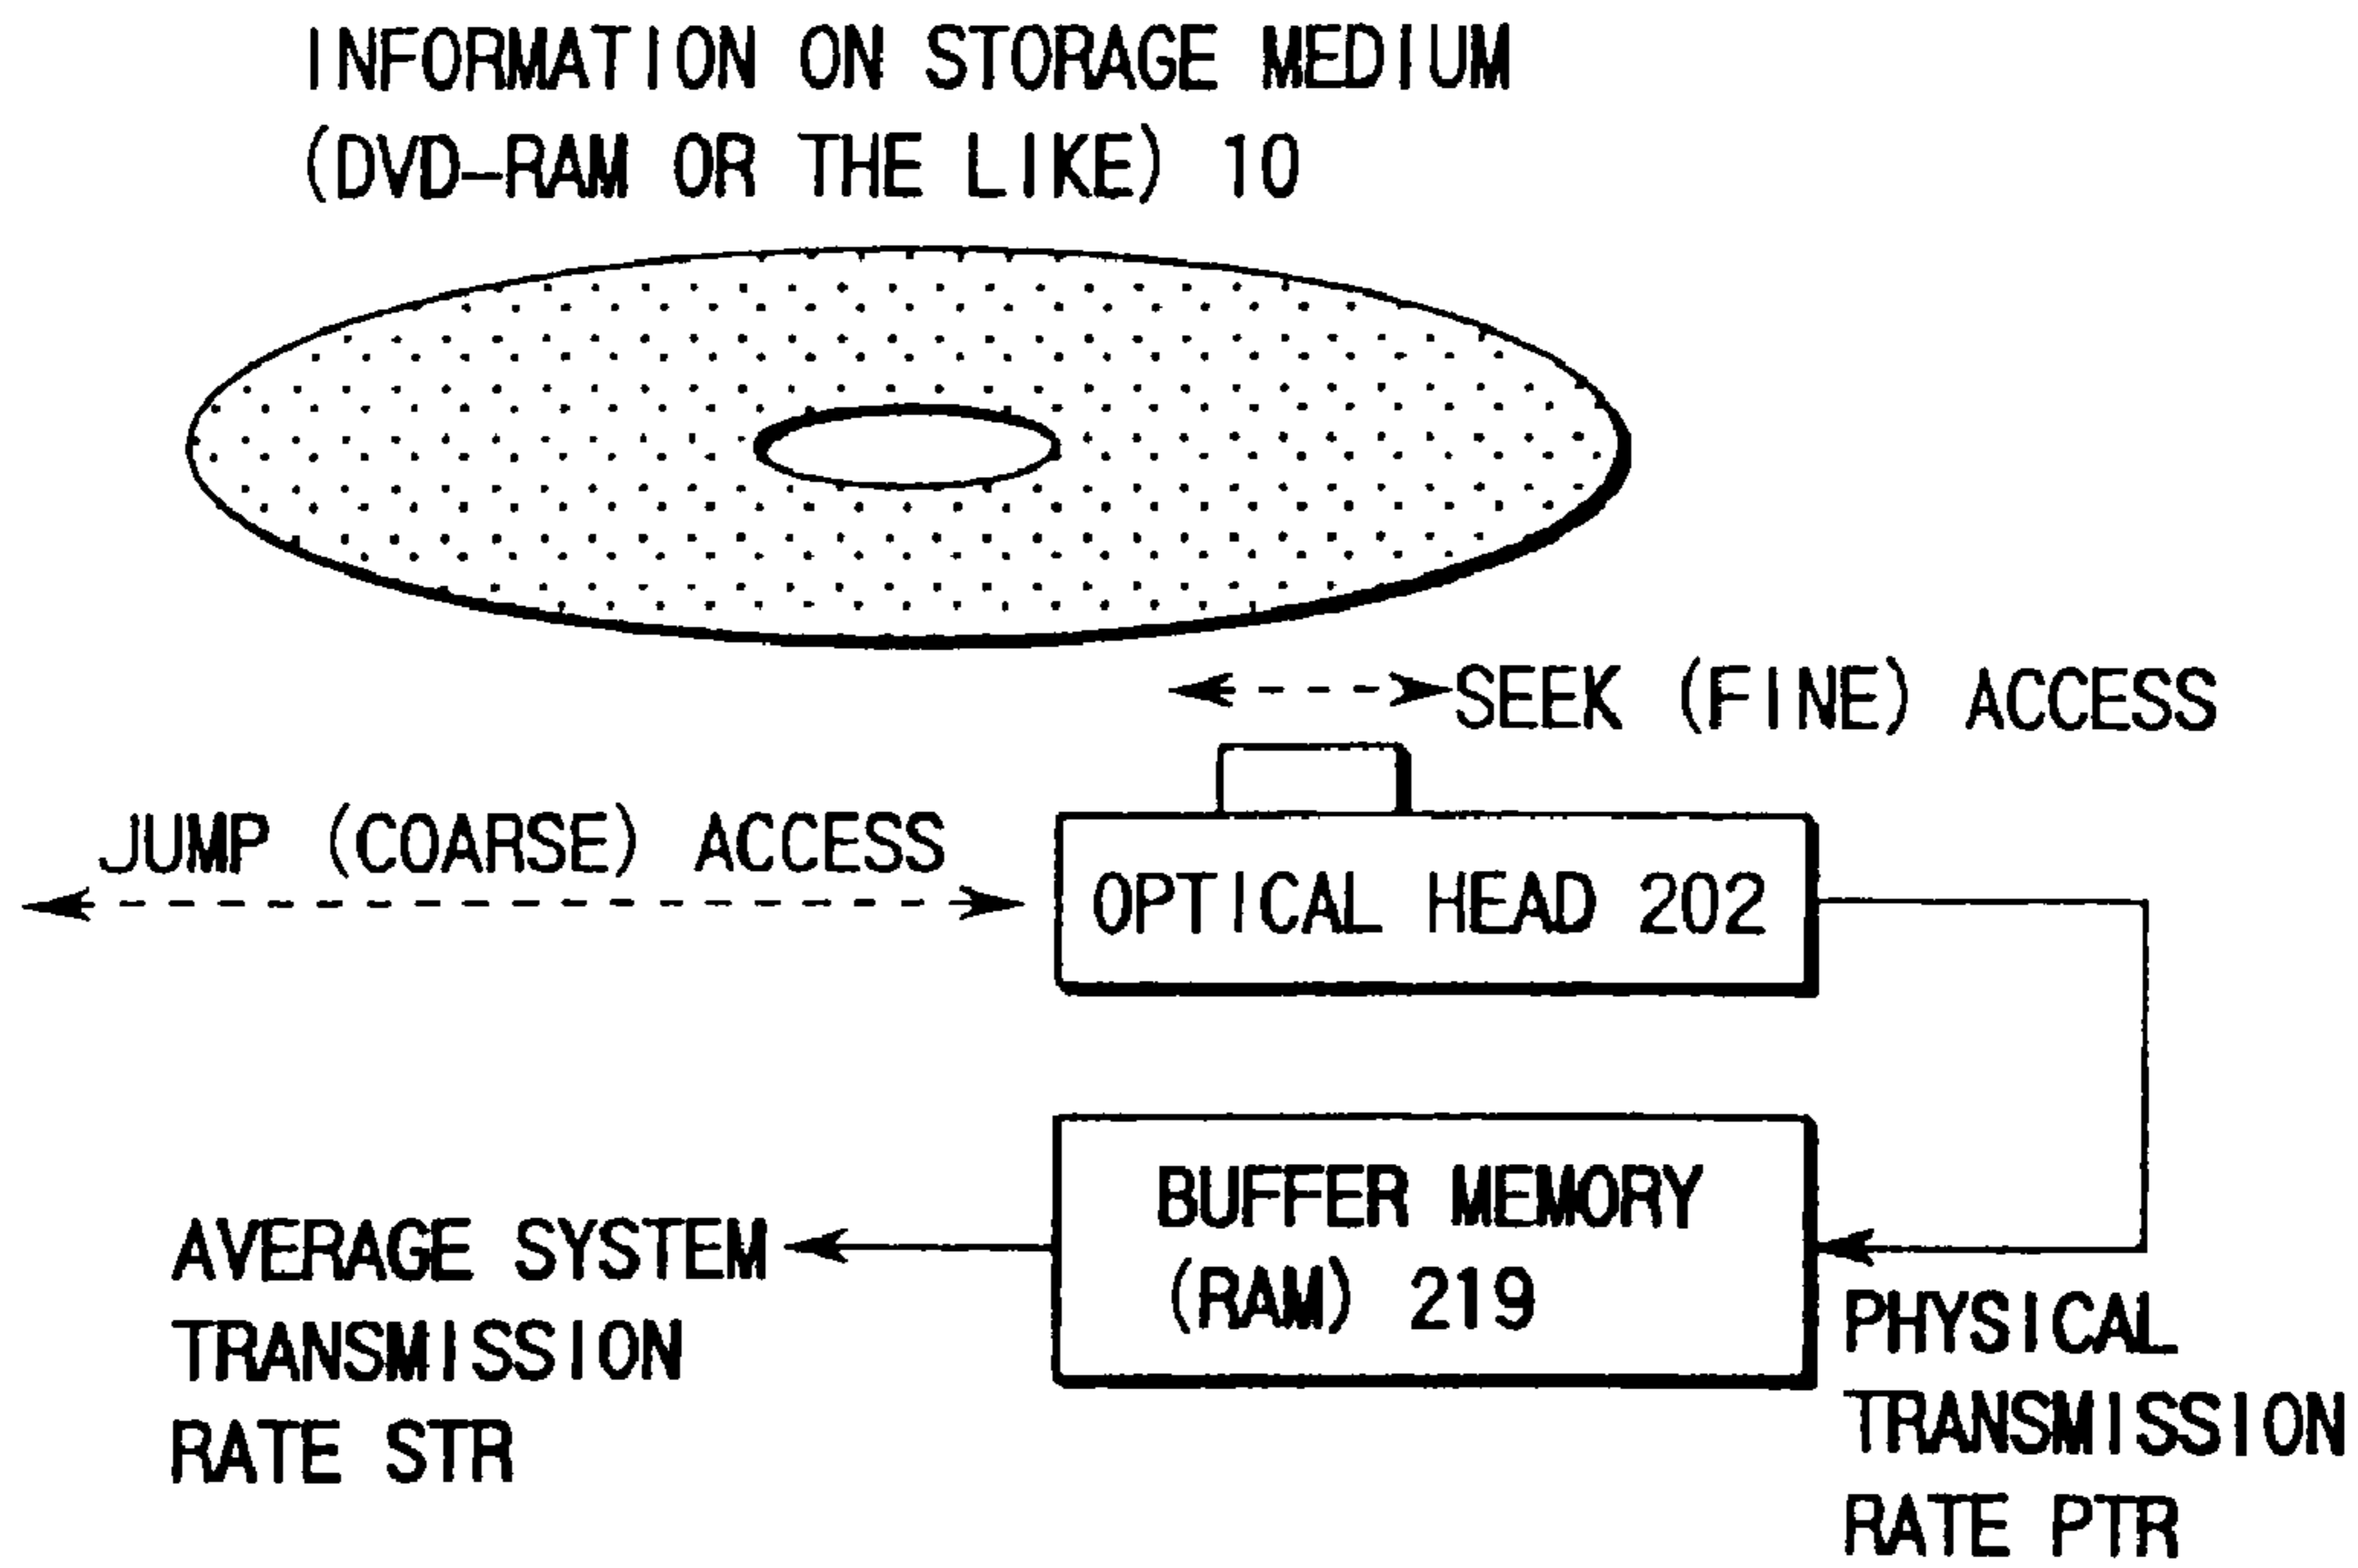 INFORMATION ON STORAGE MEDIUM
(DVD-RAM OR THE LIKE) 10
SEEK (FINE) ACCESS
JUMP (COARSE) ACCESS
OPTICAL HEAD 202
BUFFER MEMORY
(RAM) 219
AVERAGE SYSTEM
TRANSMISSION
RATE STR
PHYSICAL
TRANSMISSION
RATE PTR